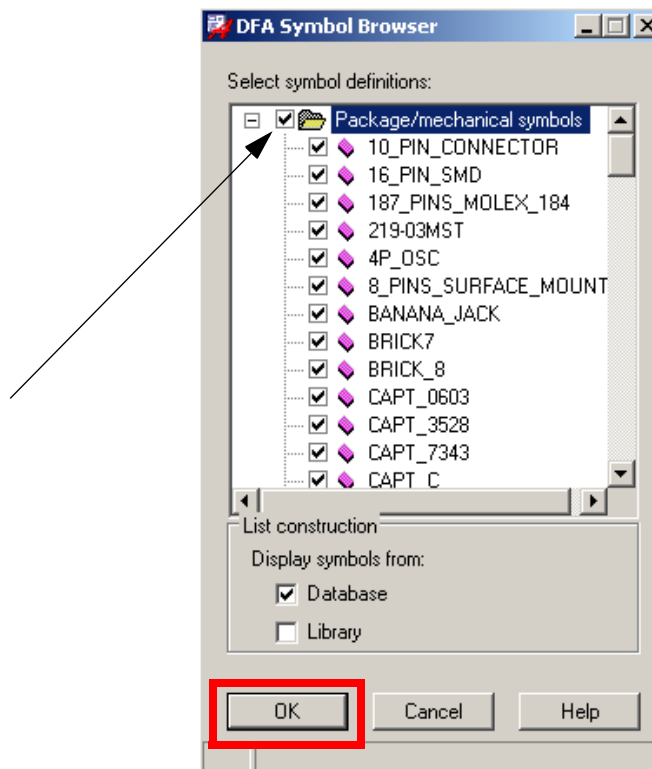 DFA Symbol Browser
Select symbol definitions:
Package/mechanical symbols
10_PIN_CONNECTOR
16_PIN_SMD
187_PINS_MOLEX_184
219-03MST
4P_OSC
8_PINS_SURFACE_MOUNT
BANANA_JACK
BRICK7
BRICK_8
CAPT_0603
CAPT_3528
CAPT_7343
CAPT_C
List construction
Display symbols from:
Database
Library
OK Cancel Help